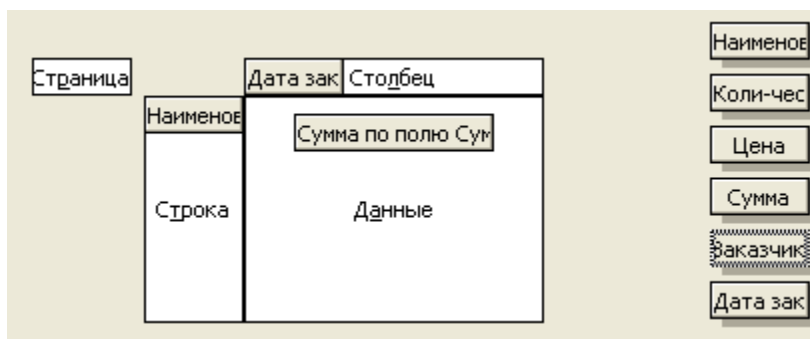 Страница
Дата зак Столбец
Наименов
Сумма по полю Сум
Строка
Данные
Наименов
Коли-чес
Цена
Сумма
Заказчик
Дата зак